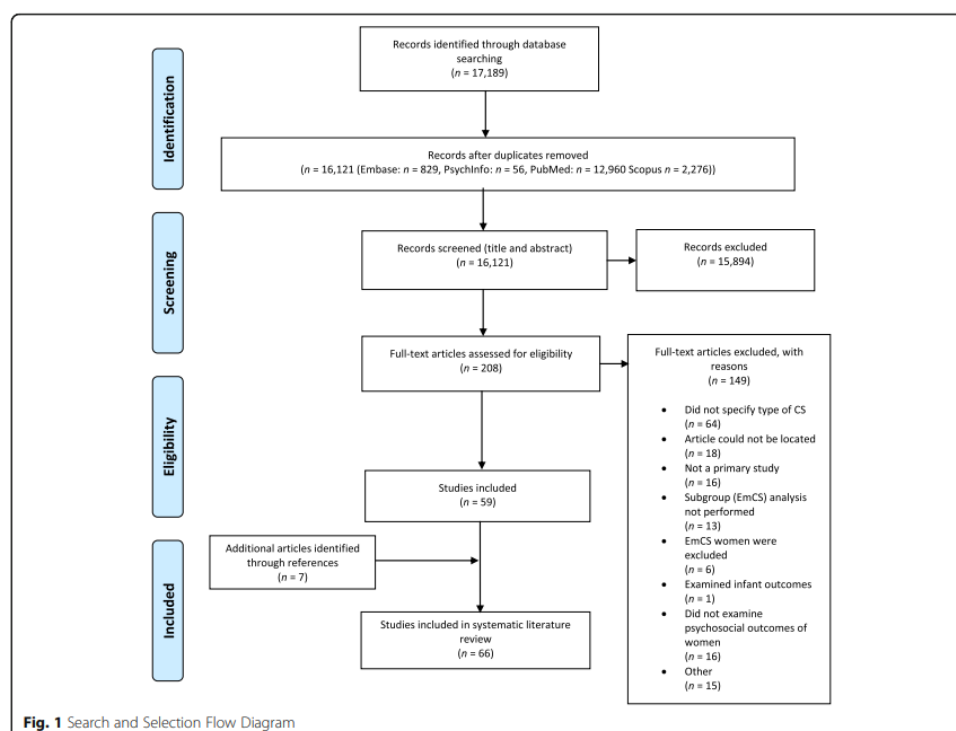 Identification
Records identified through database
searching
(n = 17,189)
Records after duplicates removed
(n = 16,121 (Embase: n = 829, PsychInfo: n = 56, PubMed: n = 12,960 Scopus n = 2,276))
Screening
Records screened (title and abstract)
(n = 16,121)
Records excluded
(n = 15,894)
Full-text articles assessed for eligibility
(n = 208)
Full-text articles excluded, with
reasons
(n = 149)
• Did not specify type of CS
(n = 64)
• Article could not be located
(n = 18)
• Not a primary study
(n = 16)
• Subgroup (EmCS) analysis
not performed
(n = 13)
• EmCS women were
excluded
(n = 6)
• Examined infant outcomes
(n = 1)
• Did not examine
psychosocial outcomes of
women
(n = 16)
• Other
(n = 15)
Eligibility
Studies included
(n = 59)
Included
Additional articles identified
through references
(n = 7)
Studies included in systematic literature
review
(n = 66)
Fig. 1 Search and Selection Flow Diagram